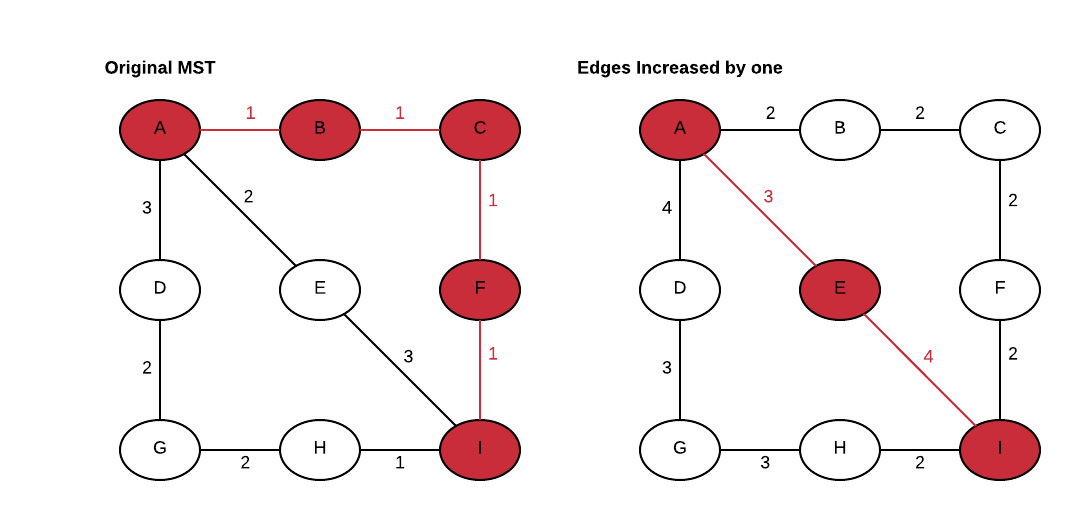 Original MST
Edges Increased by one
A 1 B 1 C
3 2 1
D E F
2 3 1
G 2 H 1 I
A 2 B 2 C
4 3 2
D E F
3 4 2
G 3 H 2 I